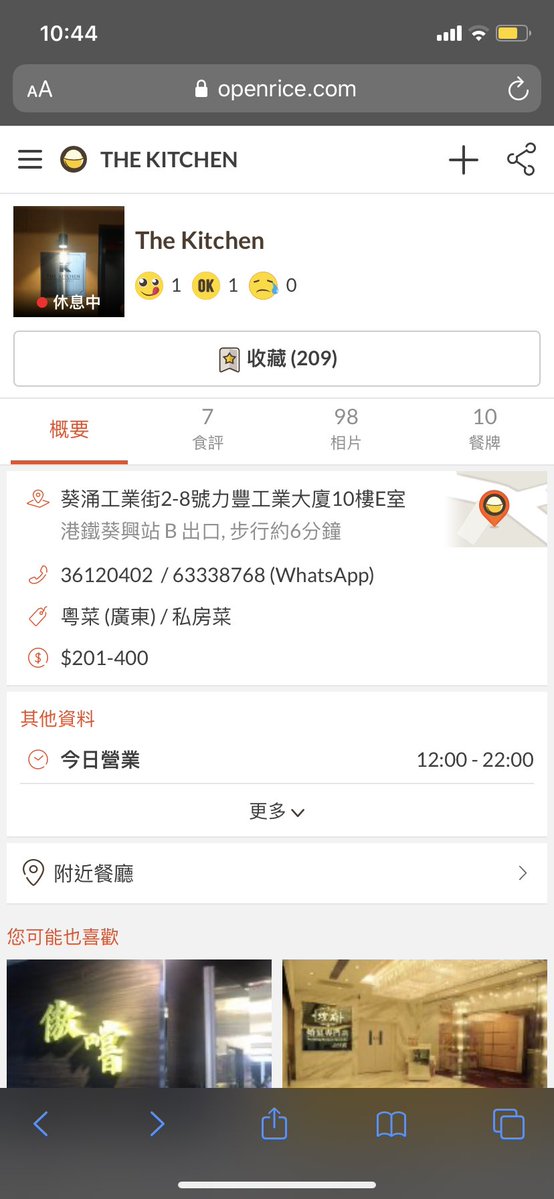 10:44
AA openrice.com
THE KITCHEN
The Kitchen
1 OK 1 0
休息中
收藏 (209)
概要
7
食評
98
相片
10
餐牌
葵涌工業街2-8號力豐工業大廈10樓E室
港鐵葵興站 B 出口, 步行約6分鐘
36120402 / 63338768 (WhatsApp)
粵菜 (廣東) / 私房菜
$201-400
其他資料
今日營業 12:00 - 22:00
更多
附近餐廳
您可能也喜歡
傲嚐